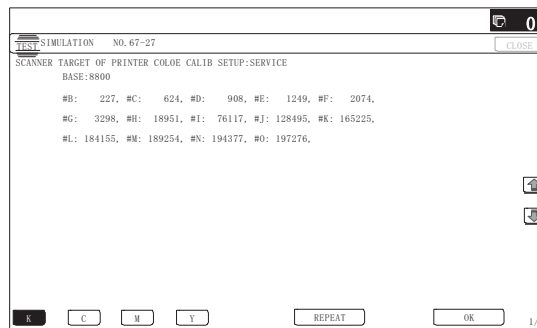 0
TEST SIMULATION NO.67-27
CLOSE
SCANNER TARGET OF PRINTER COLOE CALIB SETUP:SERVICE
BASE:8800
#B: 227, #C: 624, #D: 908, #E: 1249, #F: 2074,
#G: 3298, #H: 18951, #I: 76117, #J: 128495, #K: 165225,
#L: 184155, #M: 189254, #N: 194377, #O: 197276,
K C M Y REPEAT OK 1/